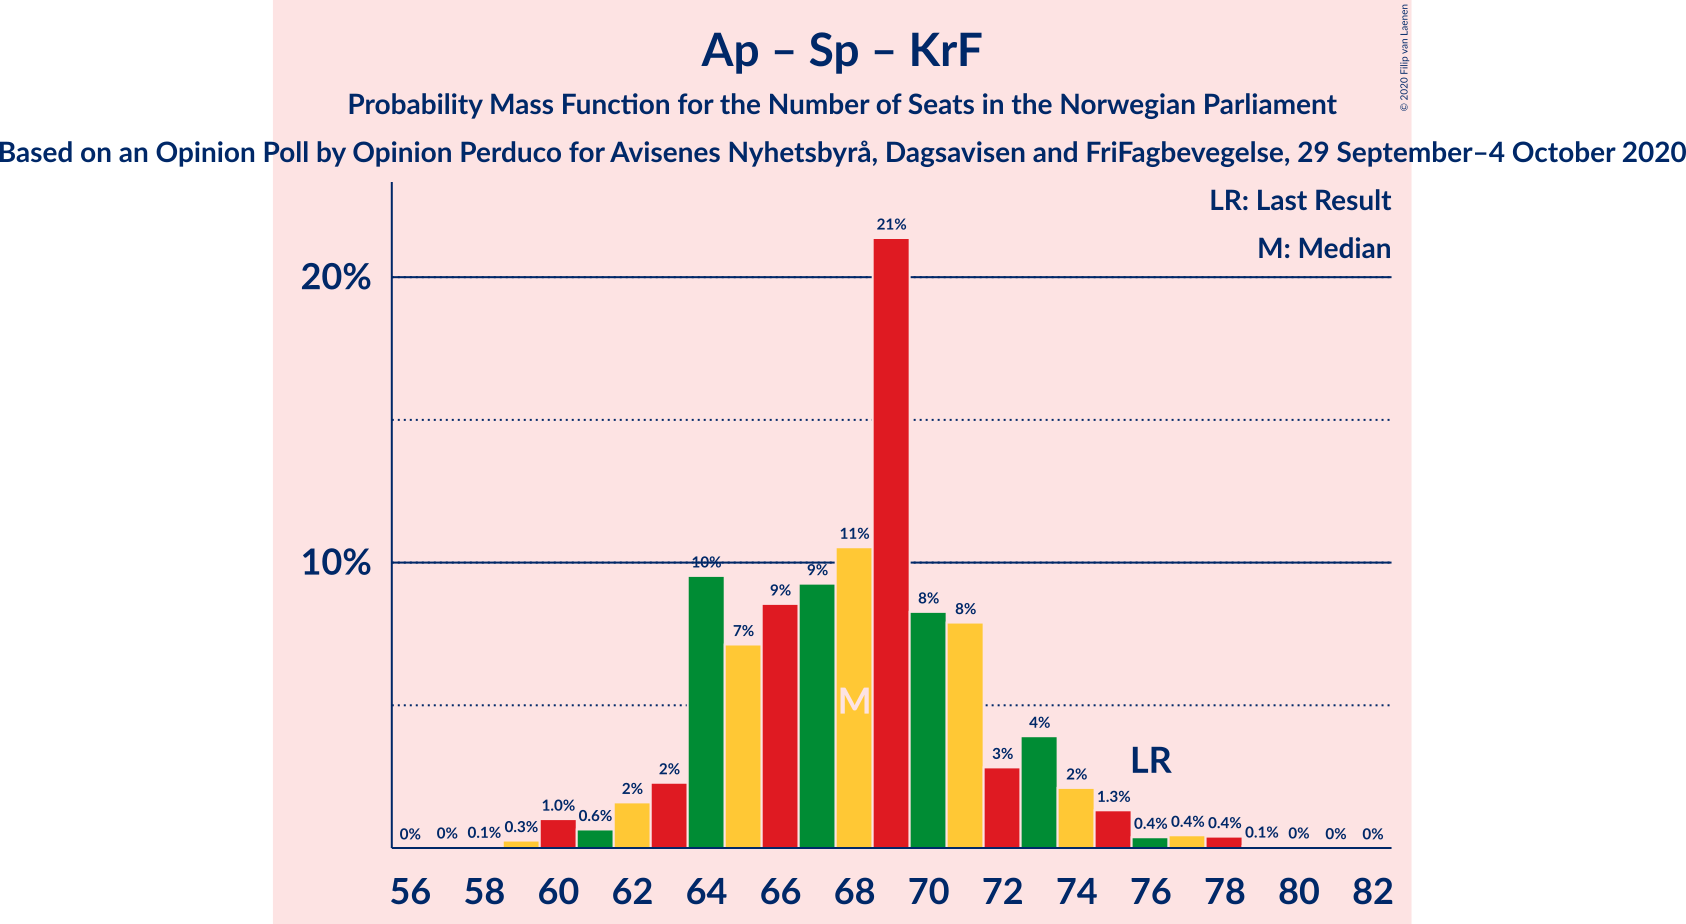 Ap – Sp – KrF
Probability Mass Function for the Number of Seats in the Norwegian Parliament
Based on an Opinion Poll by Opinion Perduco for Avisenes Nyhetsbyrå, Dagsavisen and FriFagbevegelse, 29 September–4 October 2020
© 2020 Filip van Laenen
LR: Last Result
M: Median
20%
10%
0% 0% 0.1% 0.3% 1.0% 0.6% 2% 2% 10% 7% 9% 9% 11% 21% 8% 8% 3% 4% 2% 1.3% 0.4% 0.4% 0.4% 0.1% 0% 0% 0%
M
LR
56 58 60 62 64 66 68 70 72 74 76 78 80 82